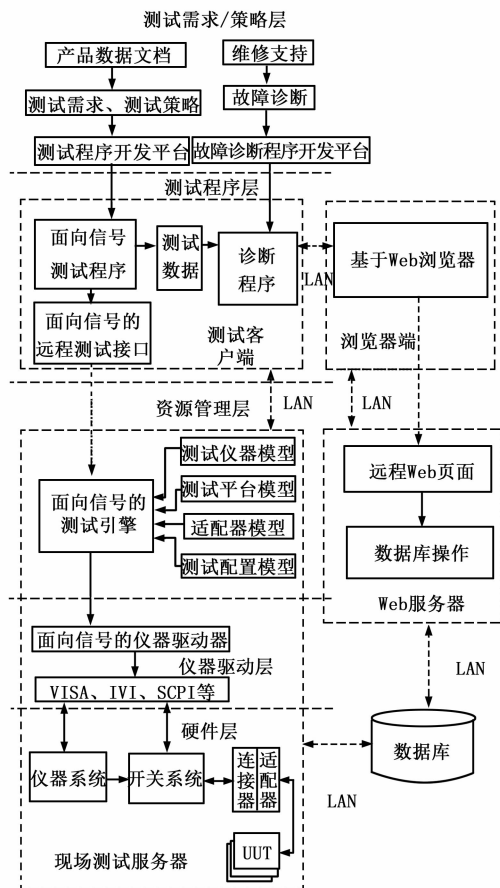 测试需求/策略层
产品数据文档
维修支持
测试需求、测试策略
故障诊断
测试程序开发平台
故障诊断程序开发平台
测试程序层
面向信号
测试程序
测试
数据
诊断
程序
LAN
基于Web浏览器
面向信号的
远程测试接口
测试客
户端
浏览器端
资源管理层
LAN
LAN
测试仪器模型
测试平台模型
面向信号的
测试引擎
适配器模型
测试配置模型
远程Web页面
数据库操作
Web服务器
面向信号的仪器驱动器
仪器驱动层
VISA、IVI、SCPI等
LAN
硬件层
仪器系统
开关系统
连接器
适配器
数据库
LAN
UUT
现场测试服务器